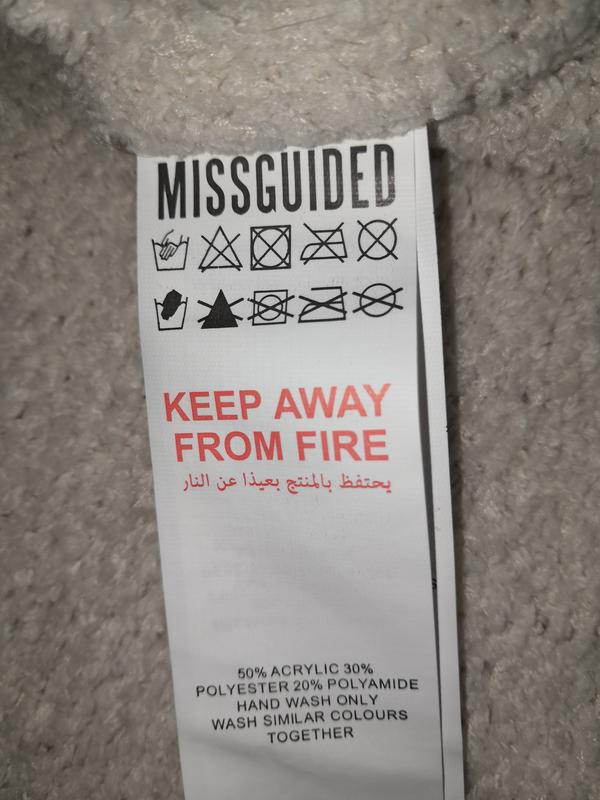 MISSGUIDED
KEEP AWAY
FROM FIRE
يحتفظ بالمنتج بعيذا عن النار
50% ACRYLIC 30%
POLYESTER 20% POLYAMIDE
HAND WASH ONLY
WASH SIMILAR COLOURS
TOGETHER